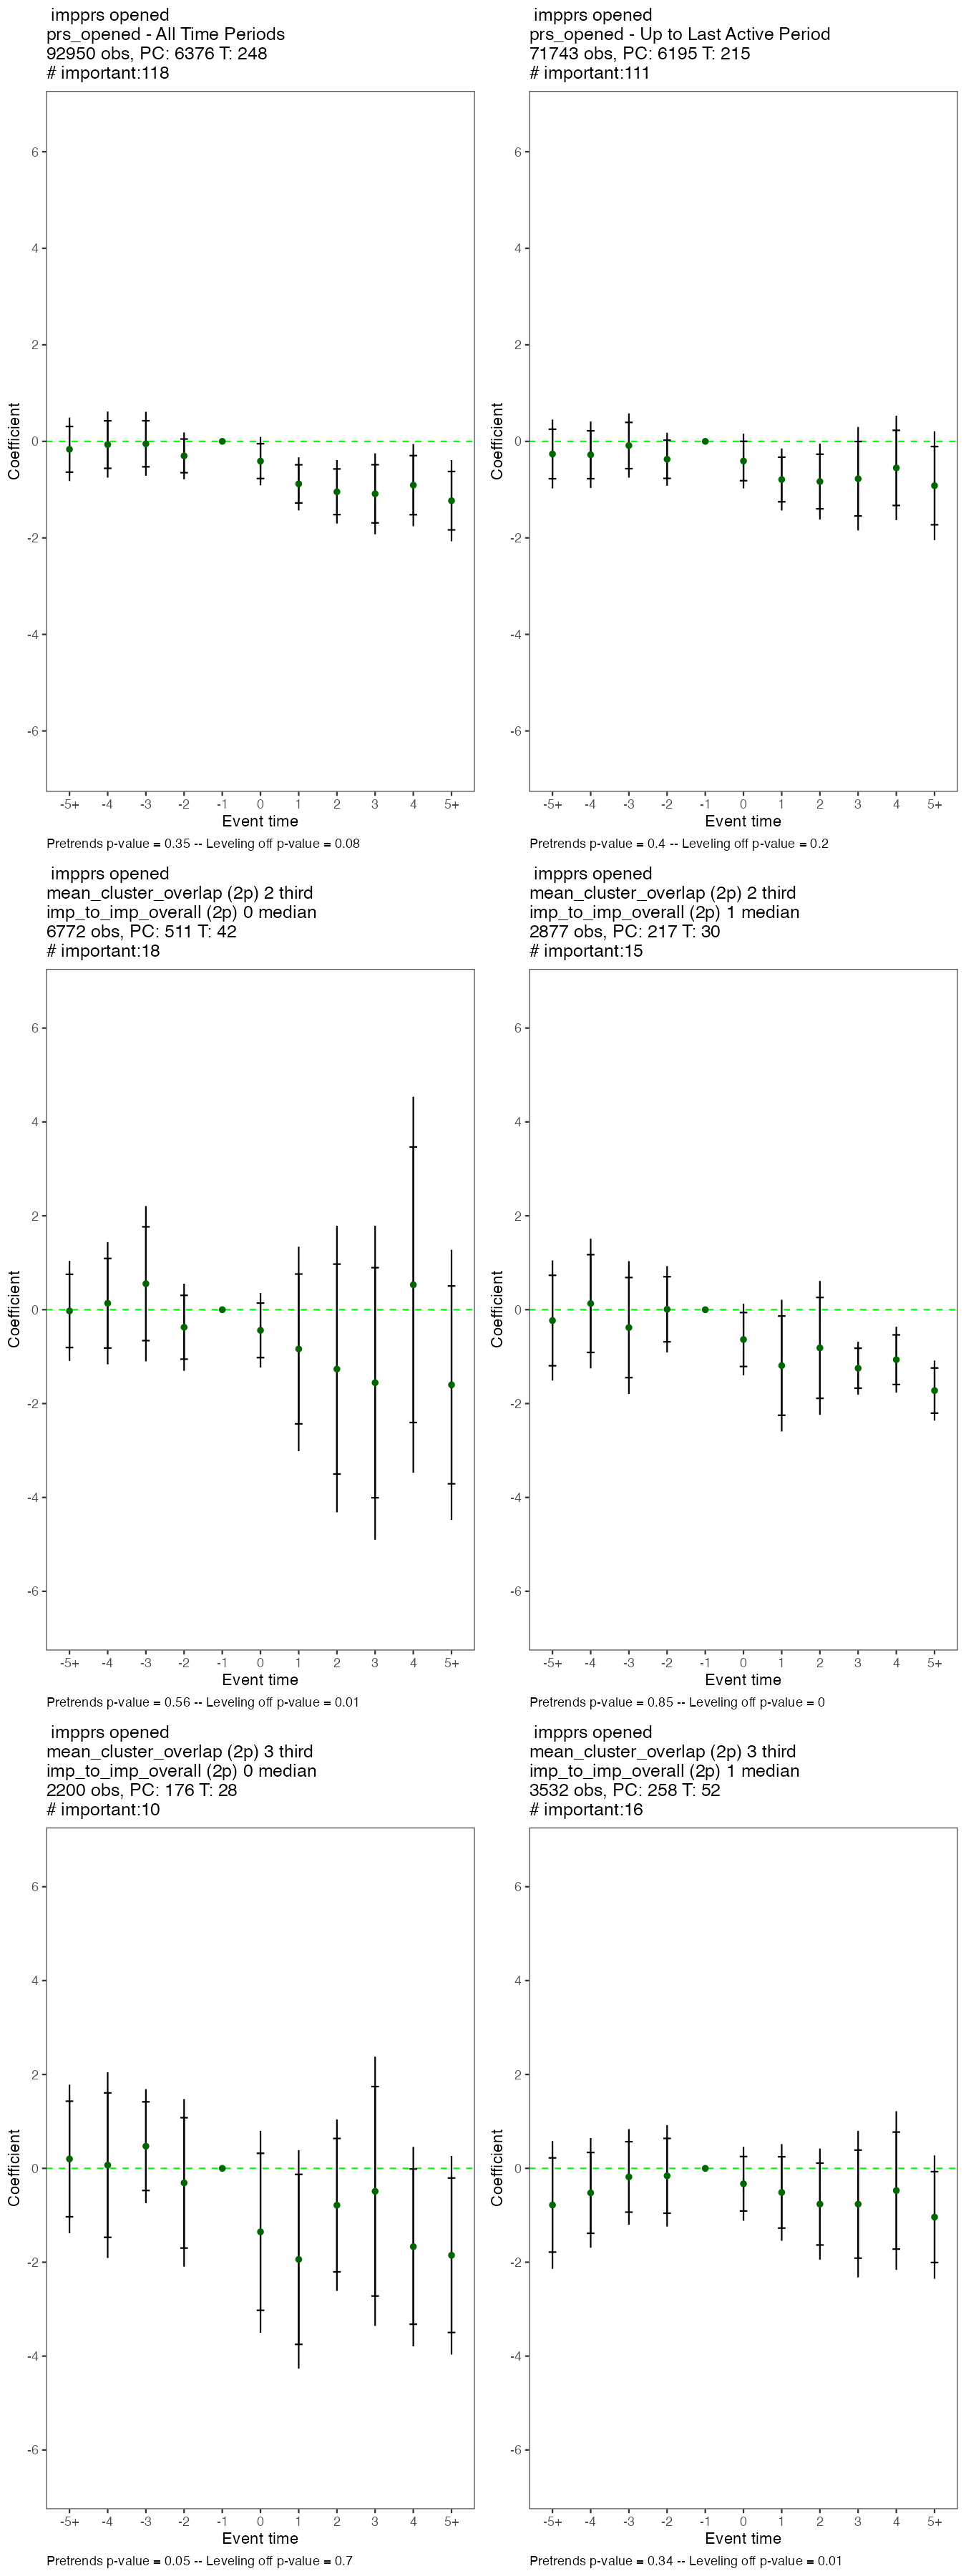 impprs opened
prs_opened - All Time Periods
92950 obs, PC: 6376 T: 248
# important:118
Coefficient
6
4
2
0
-2
-4
-6
-5+ -4 -3 -2 -1 0 1 2 3 4 5+
Event time
Pretrends p-value = 0.35 -- Leveling off p-value = 0.08
impprs opened
prs_opened - Up to Last Active Period
71743 obs, PC: 6195 T: 215
# important:111
Coefficient
6
4
2
0
-2
-4
-6
-5+ -4 -3 -2 -1 0 1 2 3 4 5+
Event time
Pretrends p-value = 0.4 -- Leveling off p-value = 0.2
impprs opened
mean_cluster_overlap (2p) 2 third
imp_to_imp_overall (2p) 0 median
6772 obs, PC: 511 T: 42
# important:18
Coefficient
6
4
2
0
-2
-4
-6
-5+ -4 -3 -2 -1 0 1 2 3 4 5+
Event time
Pretrends p-value = 0.56 -- Leveling off p-value = 0.01
impprs opened
mean_cluster_overlap (2p) 2 third
imp_to_imp_overall (2p) 1 median
2877 obs, PC: 217 T: 30
# important:15
Coefficient
6
4
2
0
-2
-4
-6
-5+ -4 -3 -2 -1 0 1 2 3 4 5+
Event time
Pretrends p-value = 0.85 -- Leveling off p-value = 0
impprs opened
mean_cluster_overlap (2p) 3 third
imp_to_imp_overall (2p) 0 median
2200 obs, PC: 176 T: 28
# important:10
Coefficient
6
4
2
0
-2
-4
-6
-5+ -4 -3 -2 -1 0 1 2 3 4 5+
Event time
Pretrends p-value = 0.05 -- Leveling off p-value = 0.7
impprs opened
mean_cluster_overlap (2p) 3 third
imp_to_imp_overall (2p) 1 median
3532 obs, PC: 258 T: 52
# important:16
Coefficient
6
4
2
0
-2
-4
-6
-5+ -4 -3 -2 -1 0 1 2 3 4 5+
Event time
Pretrends p-value = 0.34 -- Leveling off p-value = 0.01